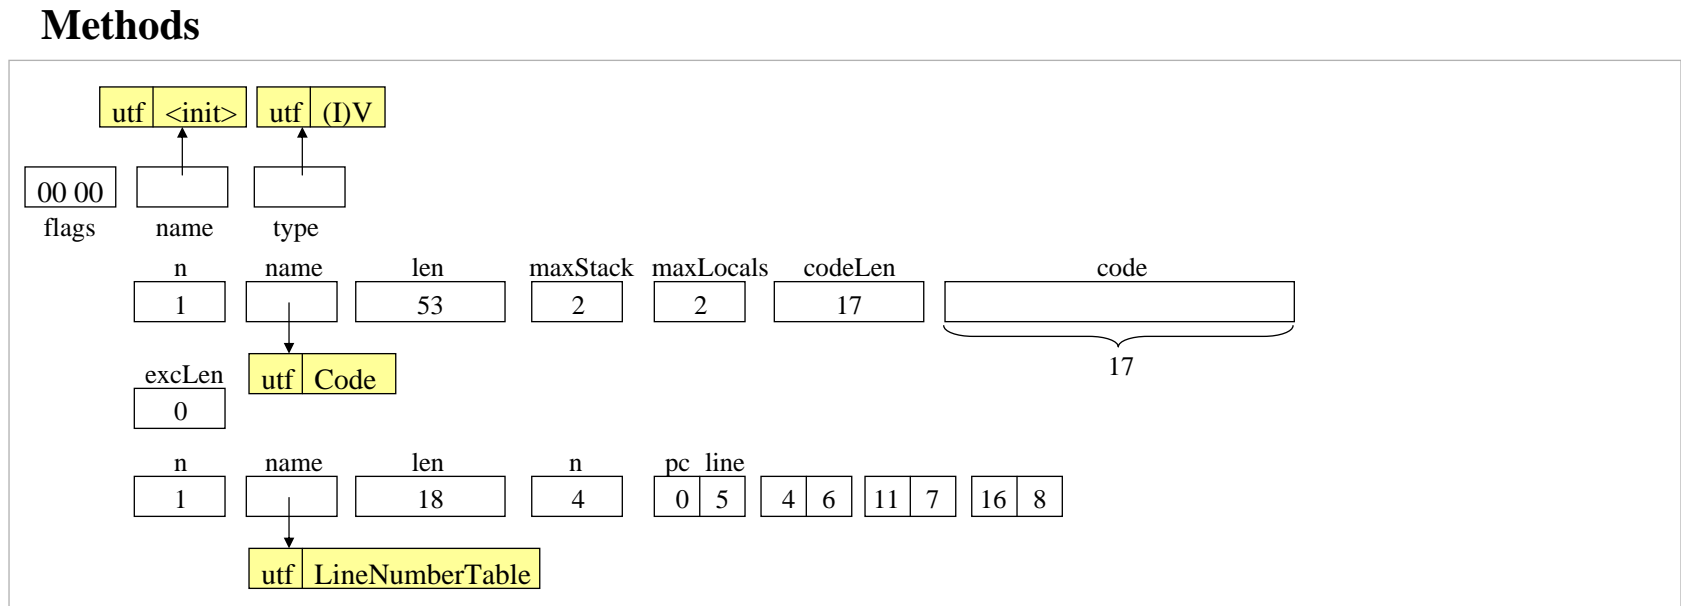 Methods
utf <init> utf (I)V
00 00
flags name type
n name len maxStack maxLocals codeLen code
1 53 2 2 17
17
excLen utf Code
0
n name len n pc line
1 18 4 0 5 4 6 11 7 16 8
utf LineNumberTable